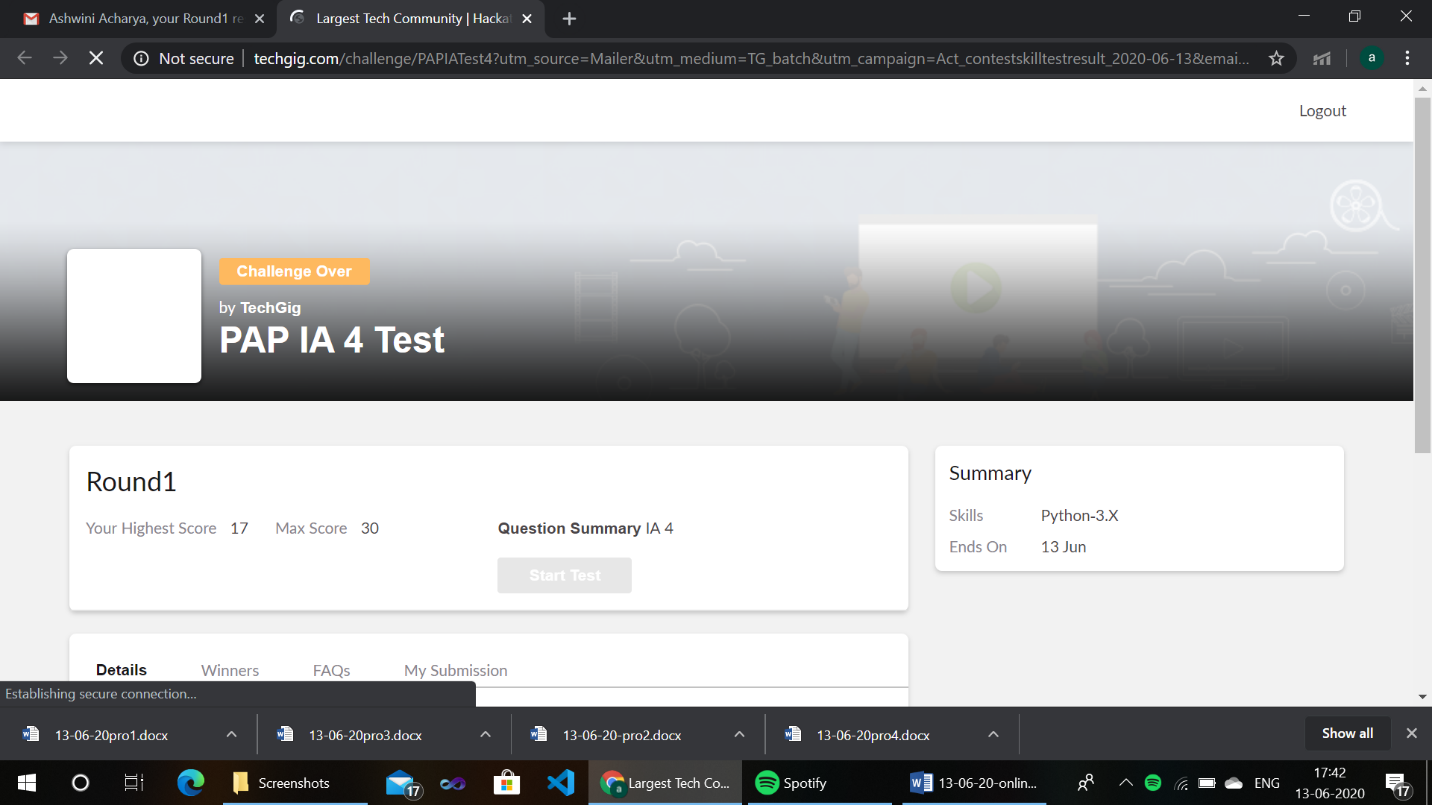 Ashwini Acharya, your Round1 re
Largest Tech Community | Hacka
Not secure
techgig.com/challenge/PAPIATest4?utm_source=Mailer&utm_medium=TG_batch&utm_campaign=Act_contestskilltestresult_2020-06-13&emai...
a
Logout
Challenge Over
by TechGig
PAP IA 4 Test
Round1
Your Highest Score 17 Max Score 30 Question Summary IA 4
Start Test
Summary
Skills Python-3.X
Ends On 13 Jun
Details Winners FAQs My Submission
Establishing secure connection...
13-06-20pro1.docx 13-06-20pro3.docx 13-06-20-pro2.docx 13-06-20pro4.docx Show all
Screenshots 17 Largest Tech Co... Spotify 13-06-20-onlin... ENG 17:42
13-06-2020 17